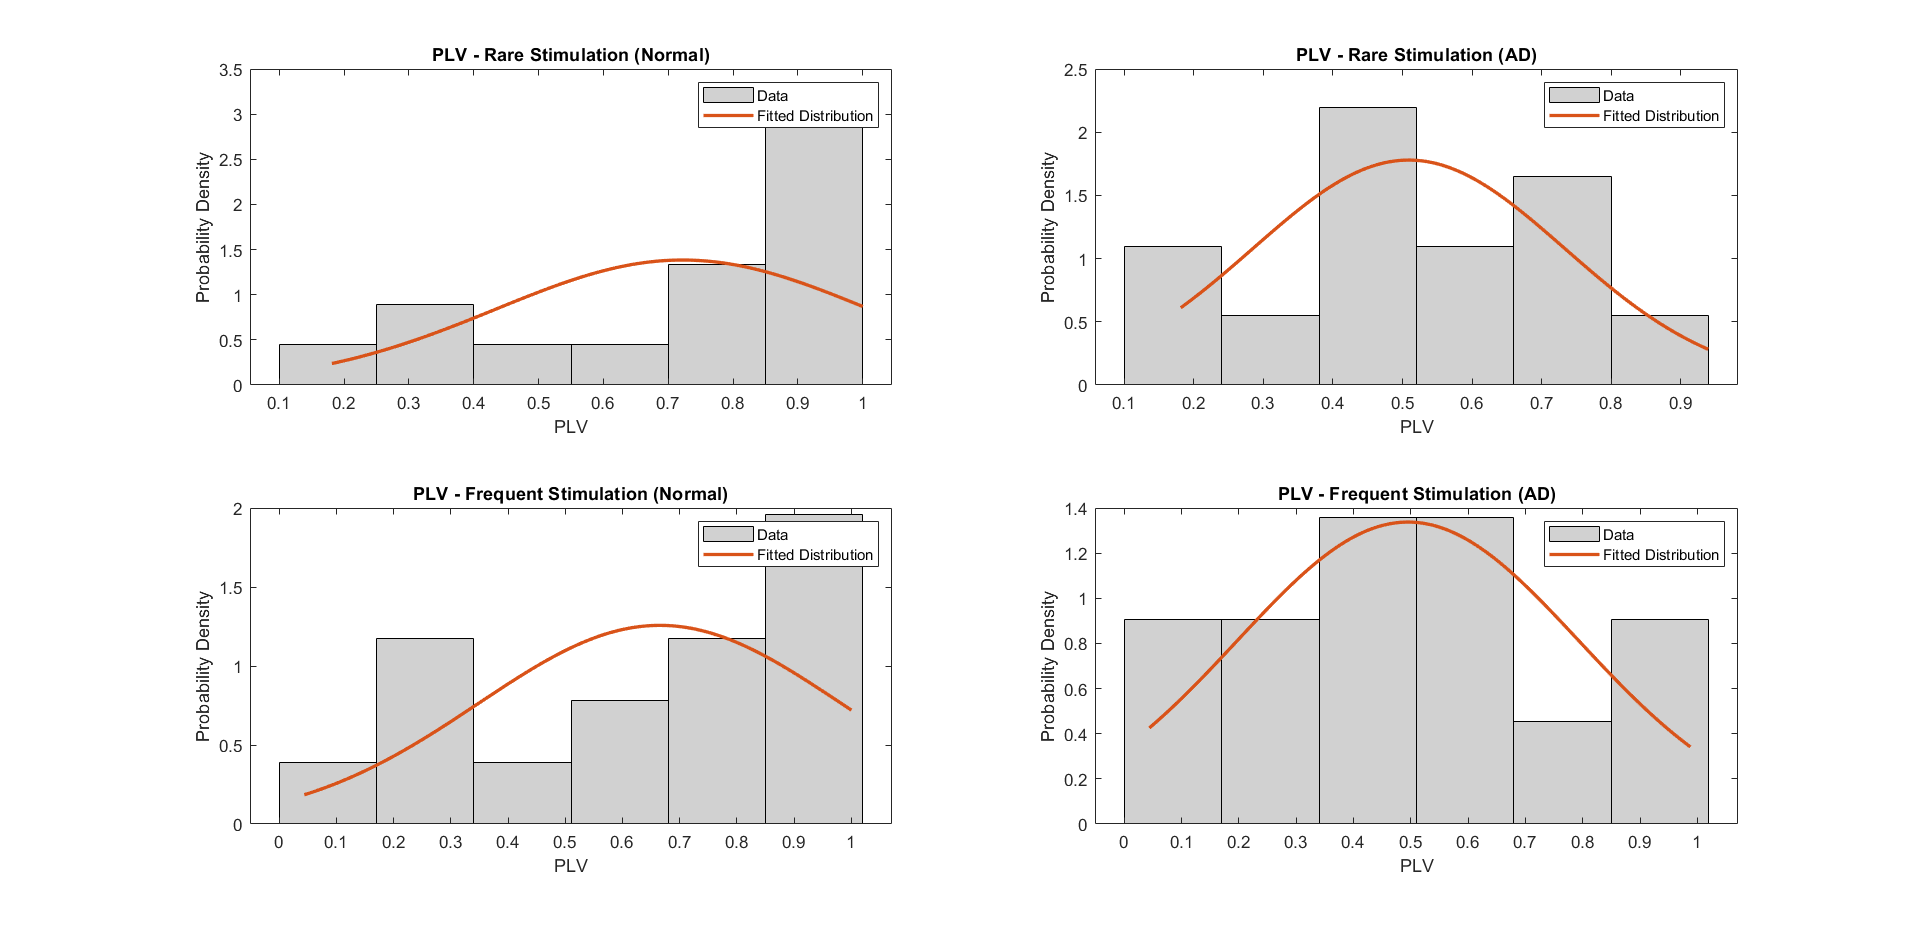 PLV - Rare Stimulation (Normal)
3.5
3
2.5
2
1.5
1
0.5
0
Probability Density
Data
Fitted Distribution
0.1 0.2 0.3 0.4 0.5 0.6 0.7 0.8 0.9 1
PLV
PLV - Rare Stimulation (AD)
2.5
2
1.5
1
0.5
0
Probability Density
Data
Fitted Distribution
0.1 0.2 0.3 0.4 0.5 0.6 0.7 0.8 0.9
PLV
PLV - Frequent Stimulation (Normal)
2
1.5
1
0.5
0
Probability Density
Data
Fitted Distribution
0 0.1 0.2 0.3 0.4 0.5 0.6 0.7 0.8 0.9 1
PLV
PLV - Frequent Stimulation (AD)
1.4
1.2
1
0.8
0.6
0.4
0.2
0
Probability Density
Data
Fitted Distribution
0 0.1 0.2 0.3 0.4 0.5 0.6 0.7 0.8 0.9 1
PLV